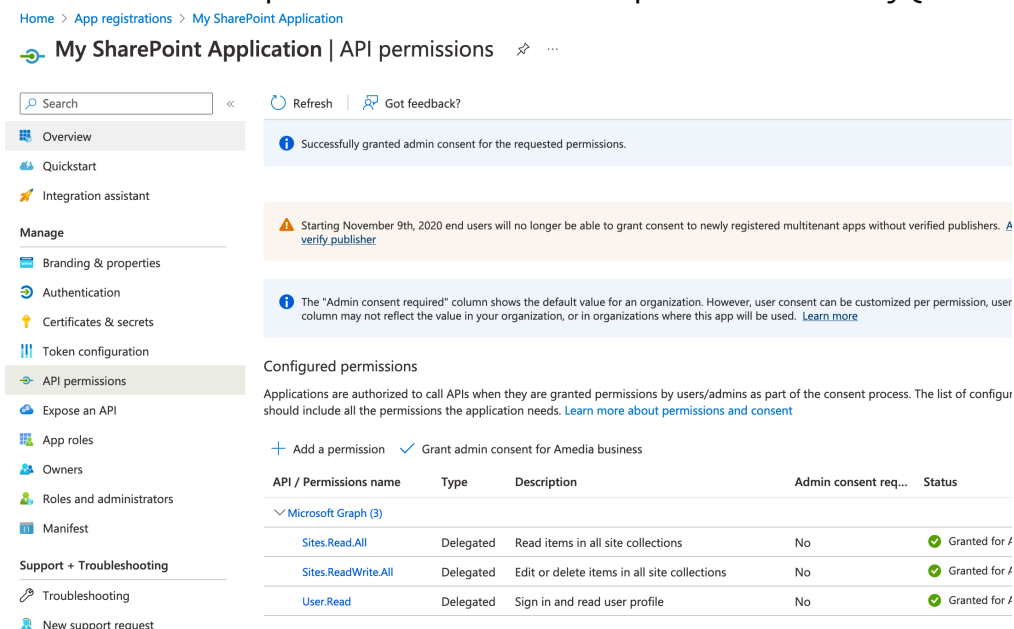 Home > App registrations > My SharePoint Application
My SharePoint Application | API permissions
Search
Refresh
Got feedback?
Overview
Quickstart
Integration assistant
Manage
Branding & properties
Authentication
Certificates & secrets
Token configuration
API permissions
Expose an API
App roles
Owners
Roles and administrators
Manifest
Support + Troubleshooting
Troubleshooting
New support request
Successfully granted admin consent for the requested permissions.
Starting November 9th, 2020 end users will no longer be able to grant consent to newly registered multitenant apps without verified publishers. A
verify publisher
The "Admin consent required" column shows the default value for an organization. However, user consent can be customized per permission, user
column may not reflect the value in your organization, or in organizations where this app will be used. Learn more
Configured permissions
Applications are authorized to call APIs when they are granted permissions by users/admins as part of the consent process. The list of configur
should include all the permissions the application needs. Learn more about permissions and consent
Add a permission Grant admin consent for Amedia business
API / Permissions name Type Description Admin consent req... Status
Microsoft Graph (3)
Sites.Read.All Delegated Read items in all site collections No Granted for A
Sites.ReadWrite.All Delegated Edit or delete items in all site collections No Granted for A
User.Read Delegated Sign in and read user profile No Granted for A